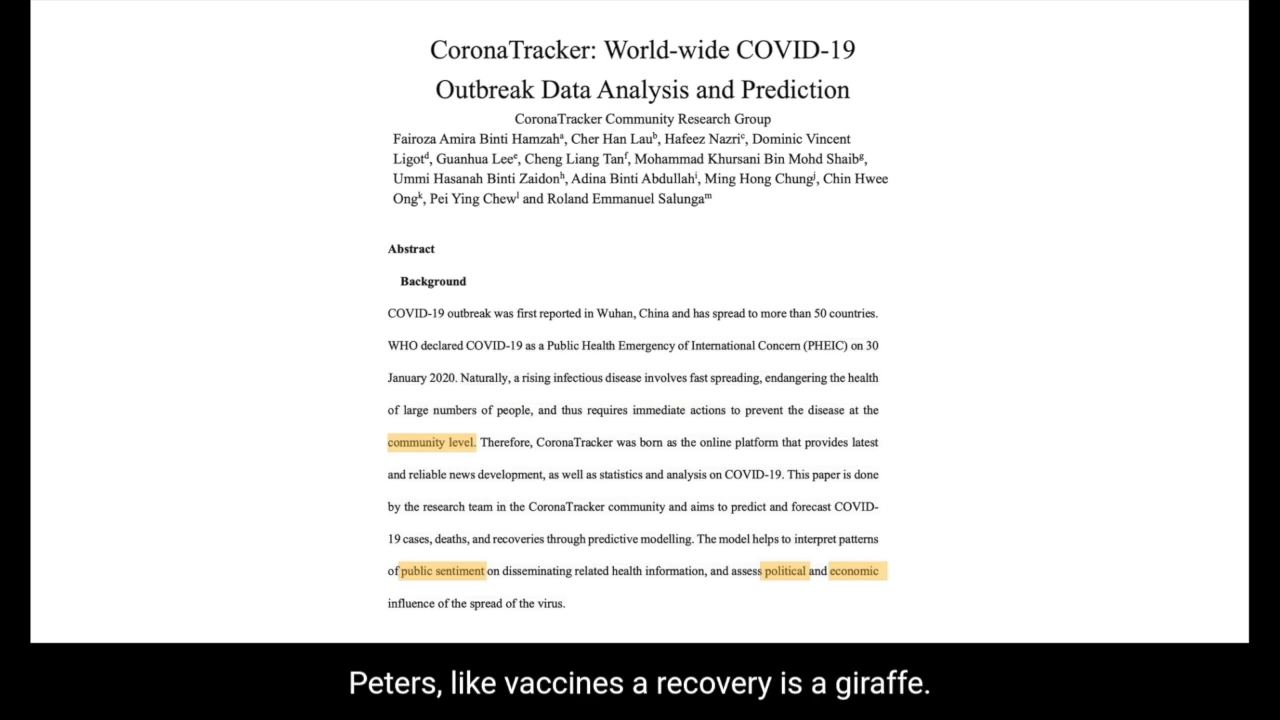 CoronaTracker: World-wide COVID-19
Outbreak Data Analysis and Prediction
CoronaTracker Community Research Group
Fairoza Amira Binti Hamzahᵃ, Cher Han Lauᵇ, Hafeez Nazriᶜ, Dominic Vincent
Ligotᵈ, Guanhua Leeᵉ, Cheng Liang Tanᶠ, Mohammad Khursani Bin Mohd Shaibᵍ,
Ummi Hasanah Binti Zaidonʰ, Adina Binti Abdullahⁱ, Ming Hong Chungʲ, Chin Hwee
Ongᵏ, Pei Ying Chewˡ and Roland Emmanuel Salungaᵐ
Abstract
Background
COVID-19 outbreak was first reported in Wuhan, China and has spread to more than 50 countries.
WHO declared COVID-19 as a Public Health Emergency of International Concern (PHEIC) on 30
January 2020. Naturally, a rising infectious disease involves fast spreading, endangering the health
of large numbers of people, and thus requires immediate actions to prevent the disease at the
community level. Therefore, CoronaTracker was born as the online platform that provides latest
and reliable news development, as well as statistics and analysis on COVID-19. This paper is done
by the research team in the CoronaTracker community and aims to predict and forecast COVID-
19 cases, deaths, and recoveries through predictive modelling. The model helps to interpret patterns
of public sentiment on disseminating related health information, and assess political and economic
influence of the spread of the virus.
Peters, like vaccines a recovery is a giraffe.